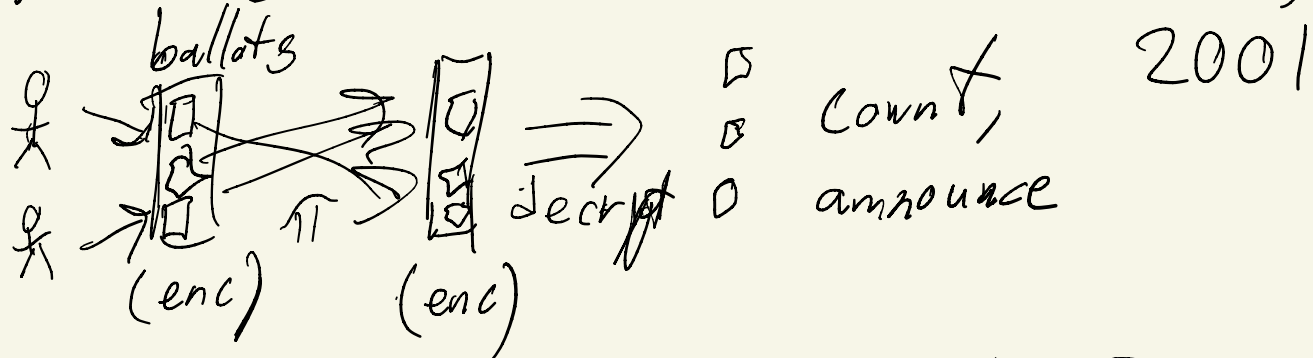 ballots
2001
count,
π
decrypt
announce
(enc)
(enc)